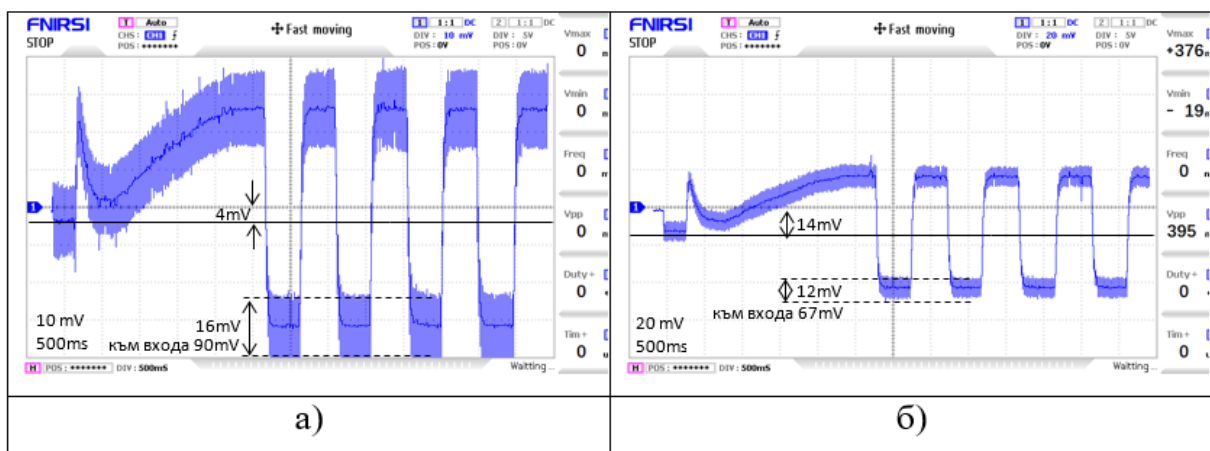 FNIRSI
STOP
T Auto
CHS: CH1
POS: *******
Fast moving
1 1:1 DC
DIV : 10 mV
POS:0V
2 1:1 DC
DIV : 5V
POS:0V
Vmax
0
Vmin
0
Freq
0
Vpp
0
Duty+
0
Tim+
0
1
4mV
16mV
към входа 90mV
10 mV
500ms
H POS: ******* DIV: 500mS
Waitting...
а)
FNIRSI
STOP
T Auto
CHS: CH1
POS: *******
Fast moving
1 1:1 DC
DIV : 20 mV
POS:0V
2 1:1 DC
DIV : 5V
POS:0V
Vmax
+376
Vmin
- 19
Freq
0
Vpp
395
Duty+
0
Tim+
0
1
14mV
12mV
към входа 67mV
20 mV
500ms
H POS: ******* DIV: 500mS
Waitting...
б)